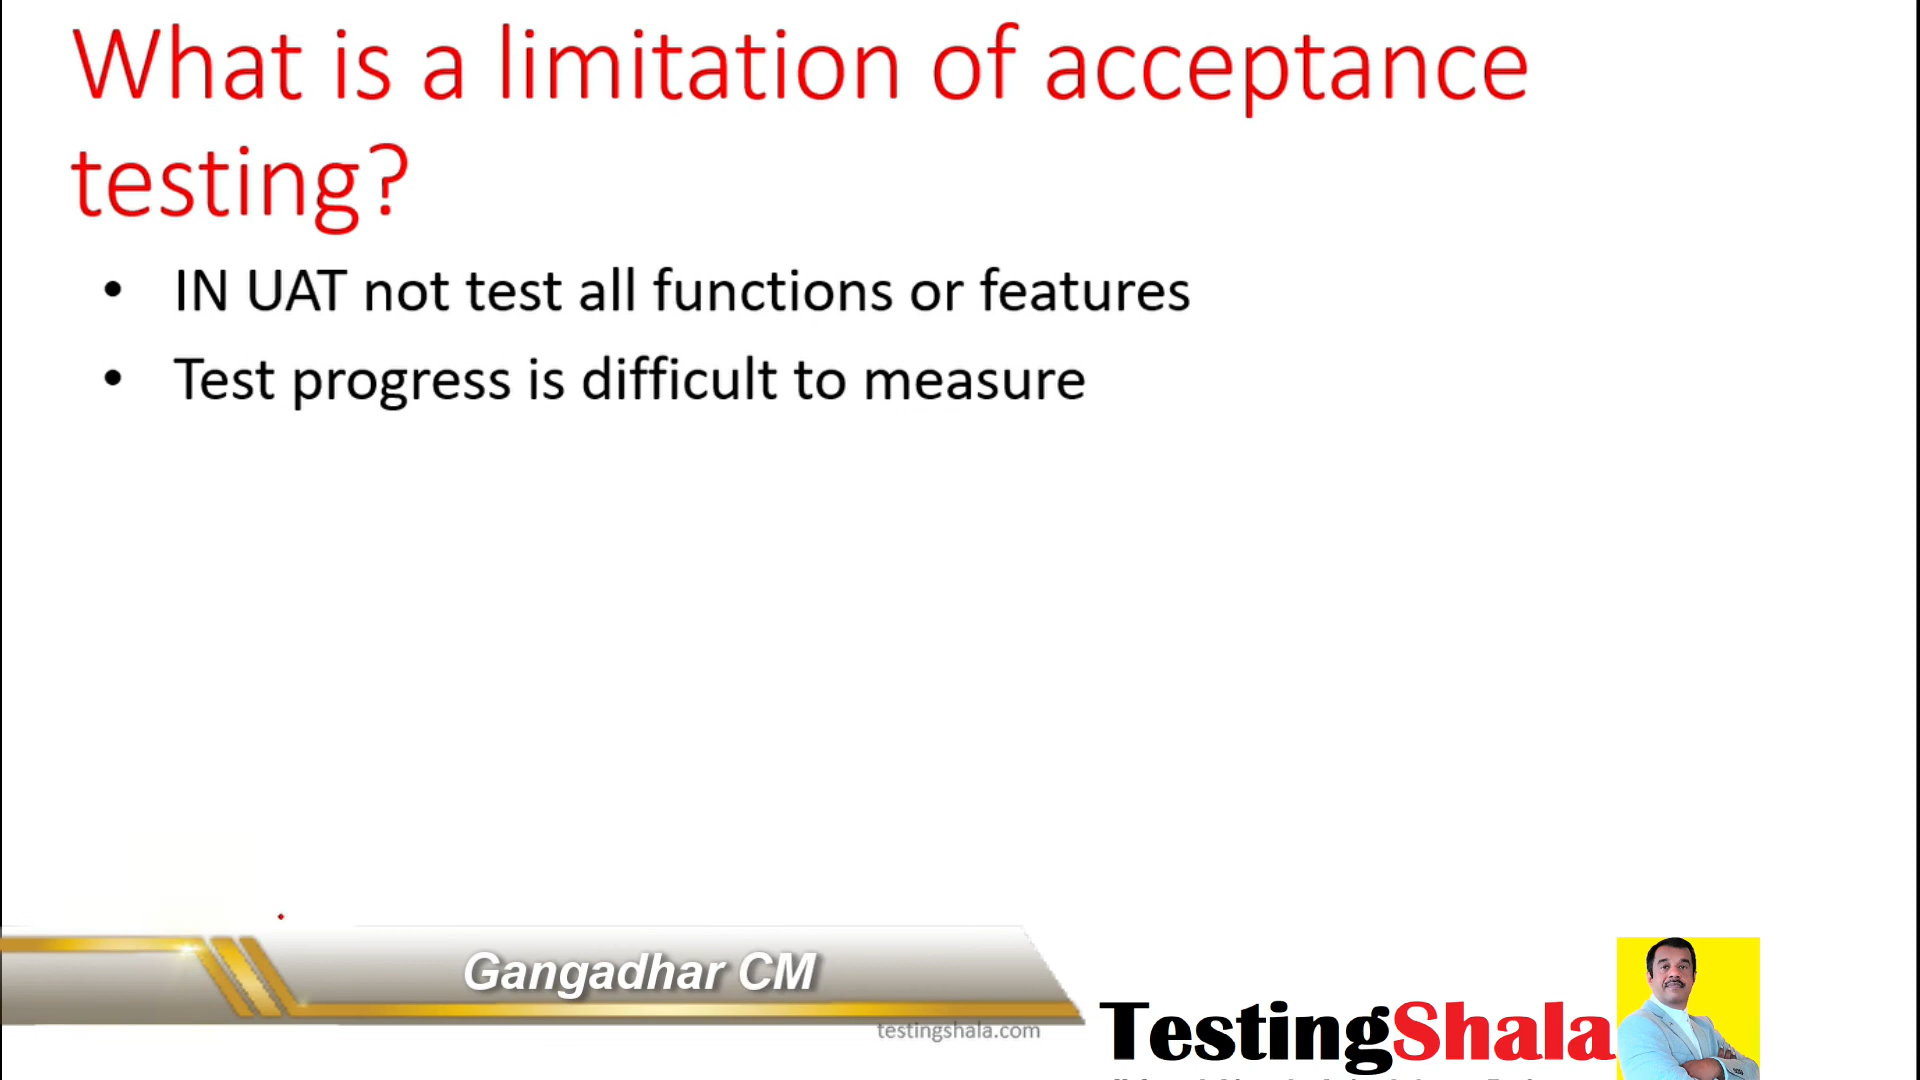 What is a limitation of acceptance
testing?
• IN UAT not test all functions or features
• Test progress is difficult to measure
Gangadhar CM
testingshala.com
TestingShala